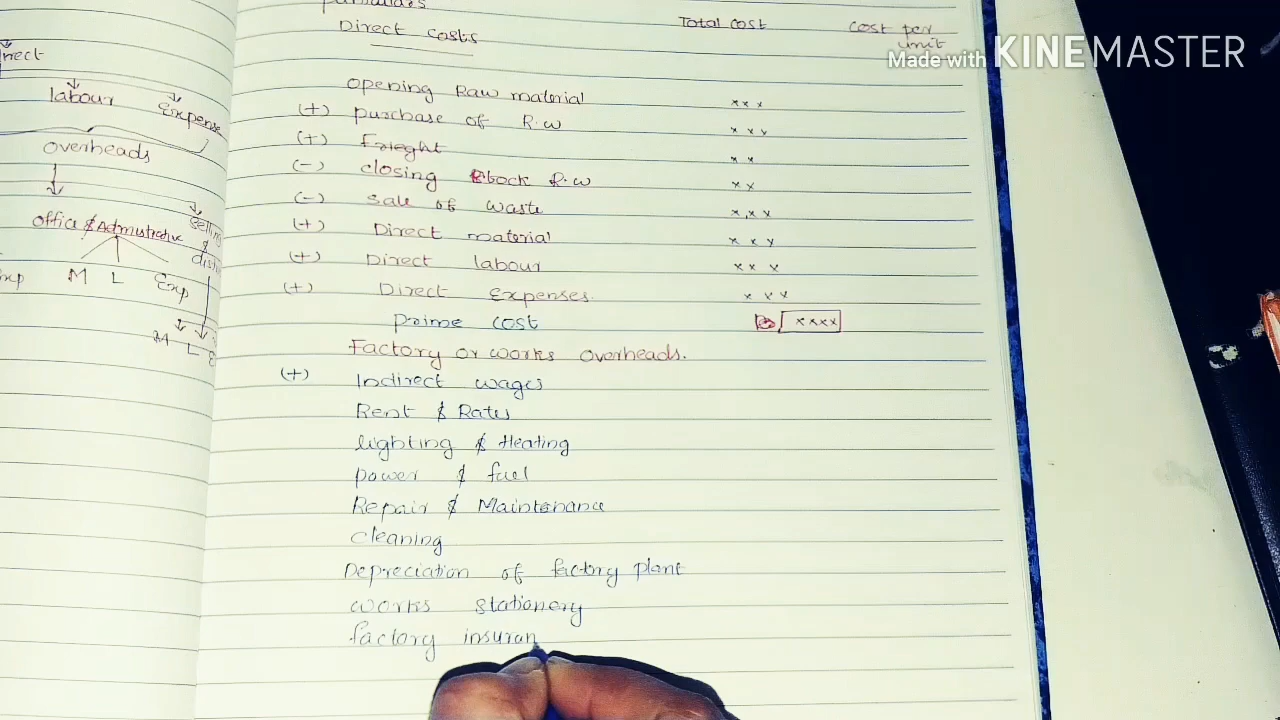 Direct costs Total cost cost per unit
Made with KINEMASTER
labour Expense
overheads
office & Admustrative
M L Exp
M L
opening Raw material xxx
(+) purchase of R.w xxx
(+) Frieght xx
(-) closing stock R.w xx
(-) Sale of waste xxx
(+) Direct material xxx
(+) Direct labour xxx
(+) Direct expenses. xxx
prime cost xxxx
Factory or works overheads.
(+) Indirect wages
Rent & Rates
lighting & Heating
power & fuel
Repair & Maintenance
cleaning
Depreciation of factory plant
works stationery
factory insuran